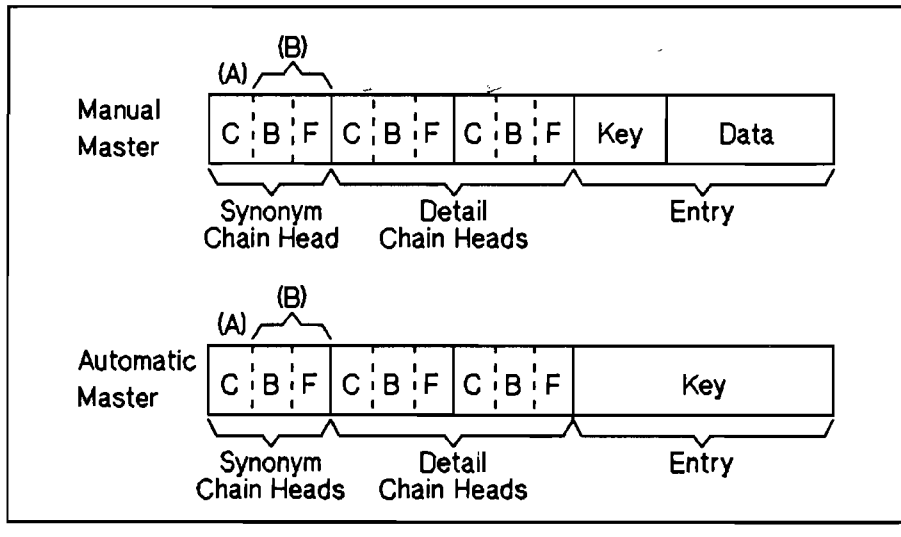 (B)
(A)
Manual
Master
C B F C B F C B F Key Data
Synonym
Chain Head
Detail
Chain Heads
Entry
(B)
(A)
Automatic
Master
C B F C B F C B F Key
Synonym
Chain Heads
Detail
Chain Heads
Entry